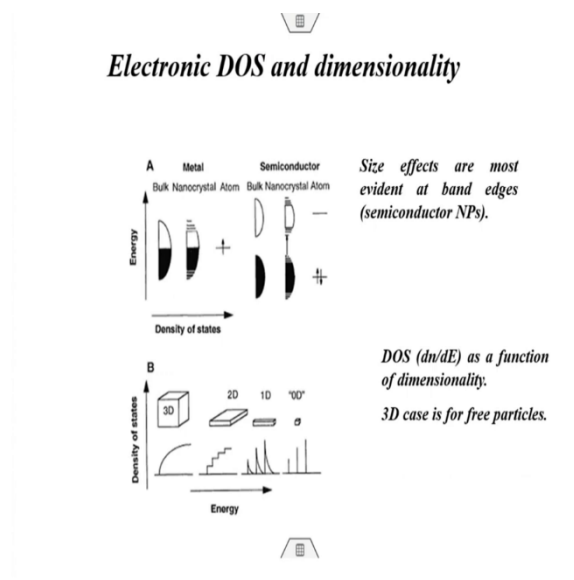 Electronic DOS and dimensionality
A
Metal
Semiconductor
Bulk Nanocrystal Atom
Bulk Nanocrystal Atom
Energy
Density of states
Size effects are most
evident at band edges
(semiconductor NPs).
B
3D
2D
1D
"0D"
Density of states
Energy
DOS (dn/dE) as a function
of dimensionality.
3D case is for free particles.